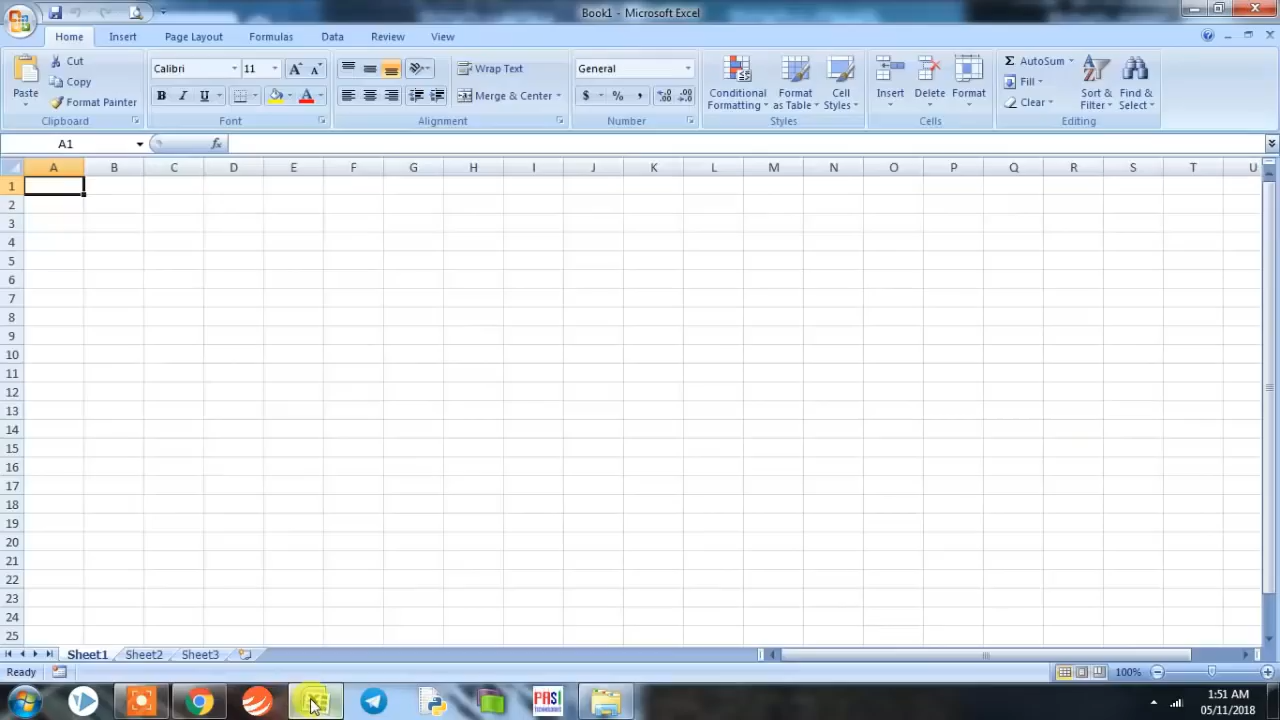 Book1 - Microsoft Excel
Home Insert Page Layout Formulas Data Review View
Paste
Cut
Copy
Format Painter
Clipboard
Calibri 11
B I U
Font
Wrap Text
Merge & Center
Alignment
General
$ % ,
Number
Conditional Formatting
Format as Table
Cell Styles
Styles
Insert Delete Format
Cells
Σ AutoSum
Fill
Clear
Sort & Filter
Find & Select
Editing
A1 fx
A B C D E F G H I J K L M N O P Q R S T U
1
2
3
4
5
6
7
8
9
10
11
12
13
14
15
16
17
18
19
20
21
22
23
24
25
Sheet1 Sheet2 Sheet3
Ready 100%
PASI
1:51 AM
05/11/2018